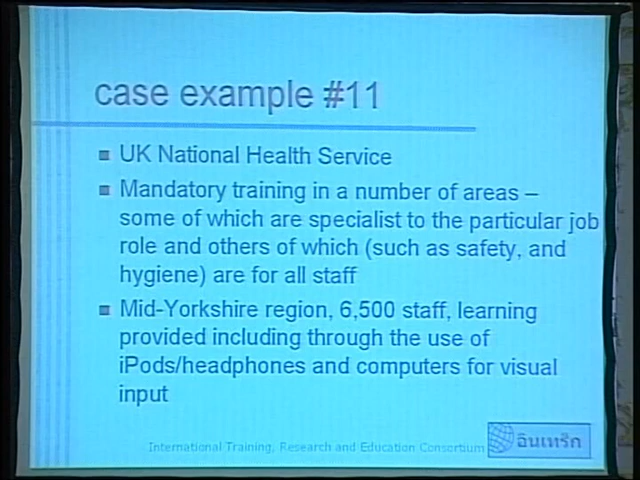 case example #11
UK National Health Service
Mandatory training in a number of areas –
some of which are specialist to the particular job
role and others of which (such as safety, and
hygiene) are for all staff
Mid-Yorkshire region, 6,500 staff, learning
provided including through the use of
iPods/headphones and computers for visual
input
International Training, Research and Education Consortium
อินเทร็ก